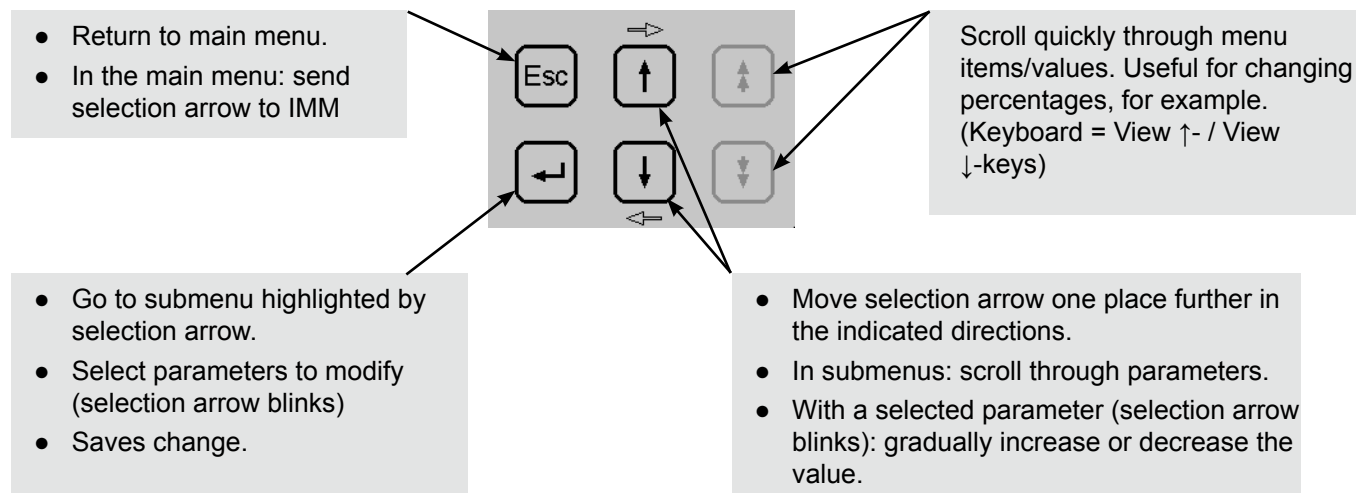 ● Return to main menu.
● In the main menu: send
selection arrow to IMM
Esc
Scroll quickly through menu
items/values. Useful for changing
percentages, for example.
(Keyboard = View ↑- / View
↓-keys)
● Go to submenu highlighted by
selection arrow.
● Select parameters to modify
(selection arrow blinks)
● Saves change.
● Move selection arrow one place further in
the indicated directions.
● In submenus: scroll through parameters.
● With a selected parameter (selection arrow
blinks): gradually increase or decrease the
value.